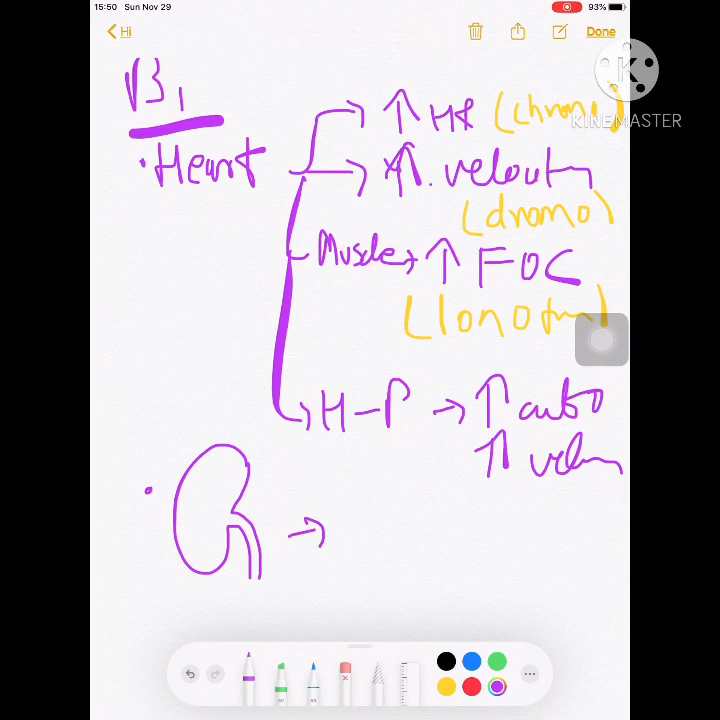 15:50 Sun Nov 29 93%
Hi Done
KINEMASTER
B1
• Heart
↑ HR (chrono)
↑ velocity
(dromo)
Muscle → ↑ FOC
(Ionotro)
→ H-P → ↑ auto
↑ velo